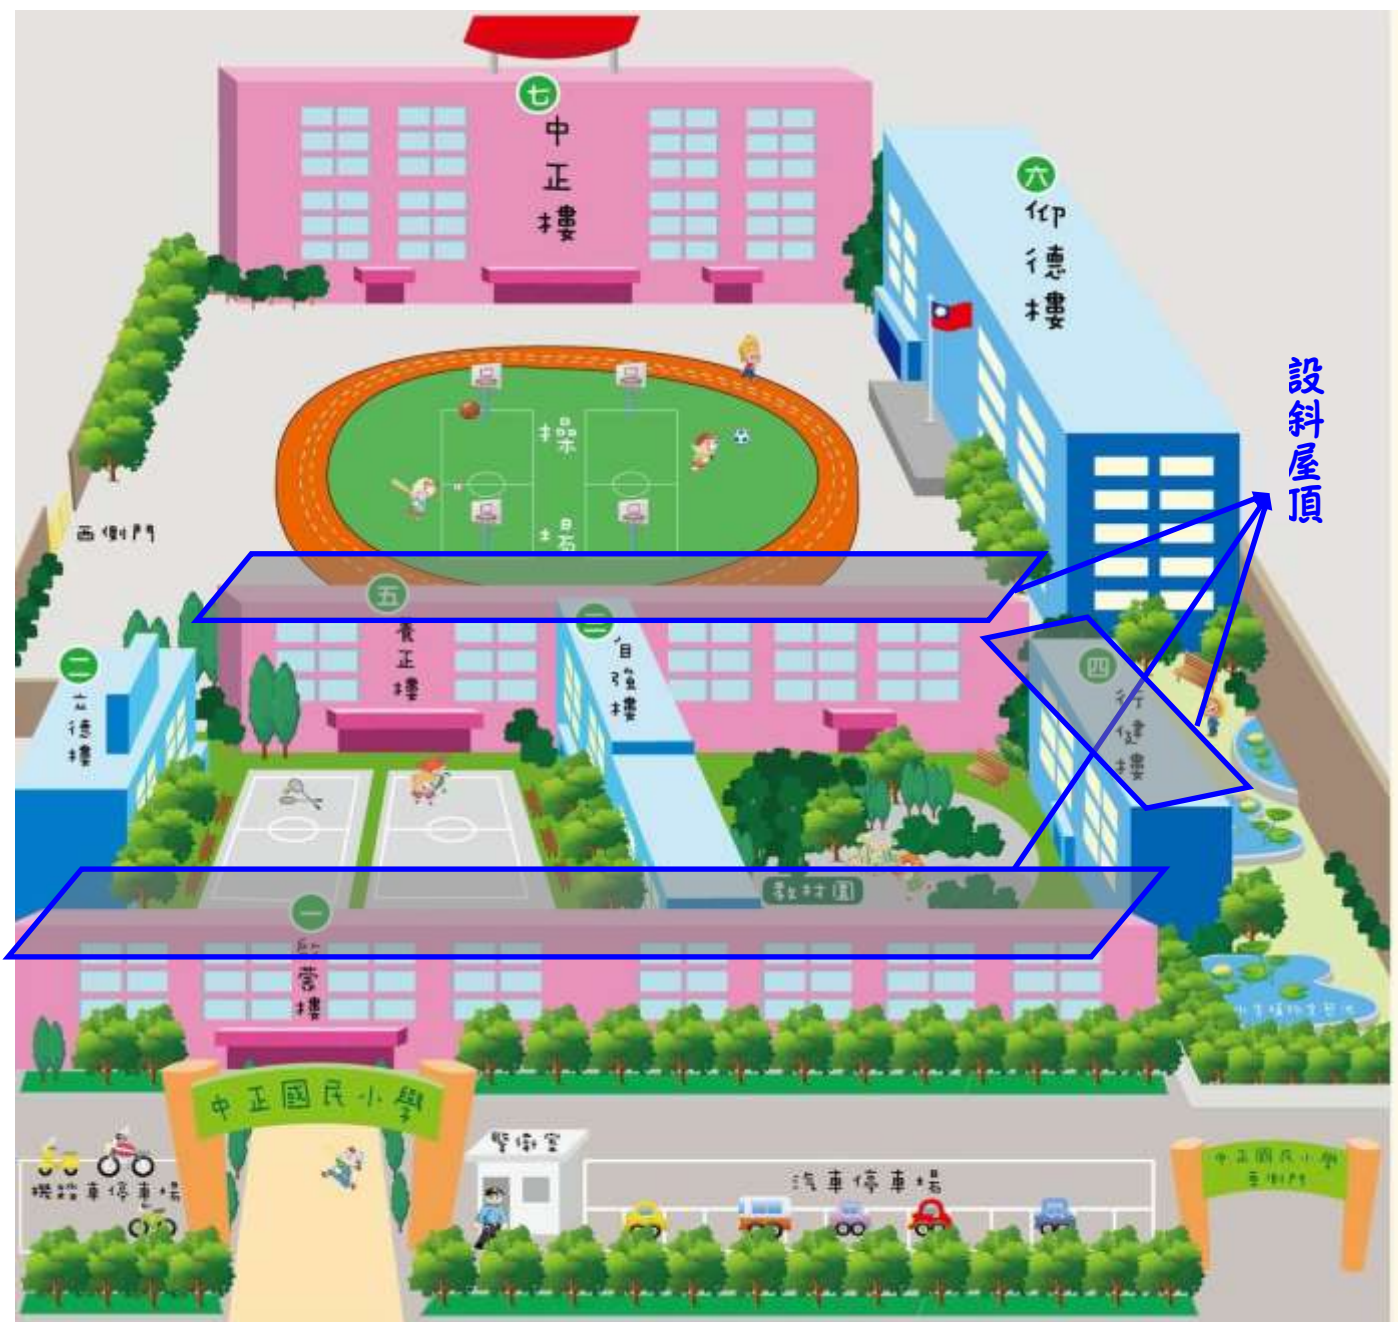 七
中正樓
六
仰德樓
設斜屋頂
操場
西側門
五
養正樓
三
自強樓
二
立德樓
四
行健樓
教材園
一
啟蒙樓
中正國民小學
警衛室
機踏車停車場
汽車停車場
中正國民小學
東側門